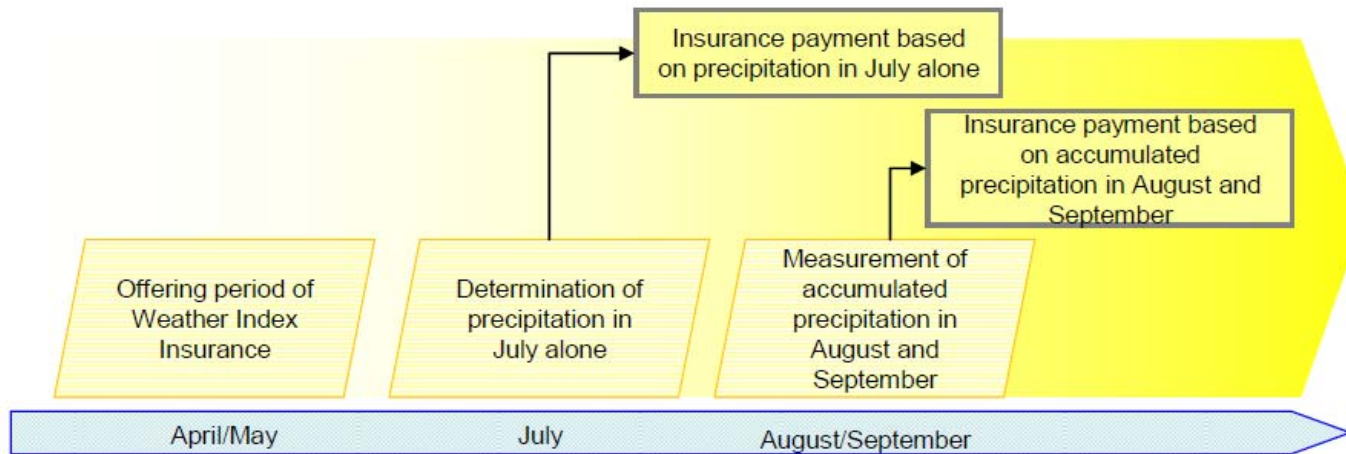 Insurance payment based
on precipitation in July alone
Insurance payment based
on accumulated
precipitation in August and
September
Offering period of
Weather Index
Insurance
Determination of
precipitation in
July alone
Measurement of
accumulated
precipitation in
August and
September
April/May
July
August/September